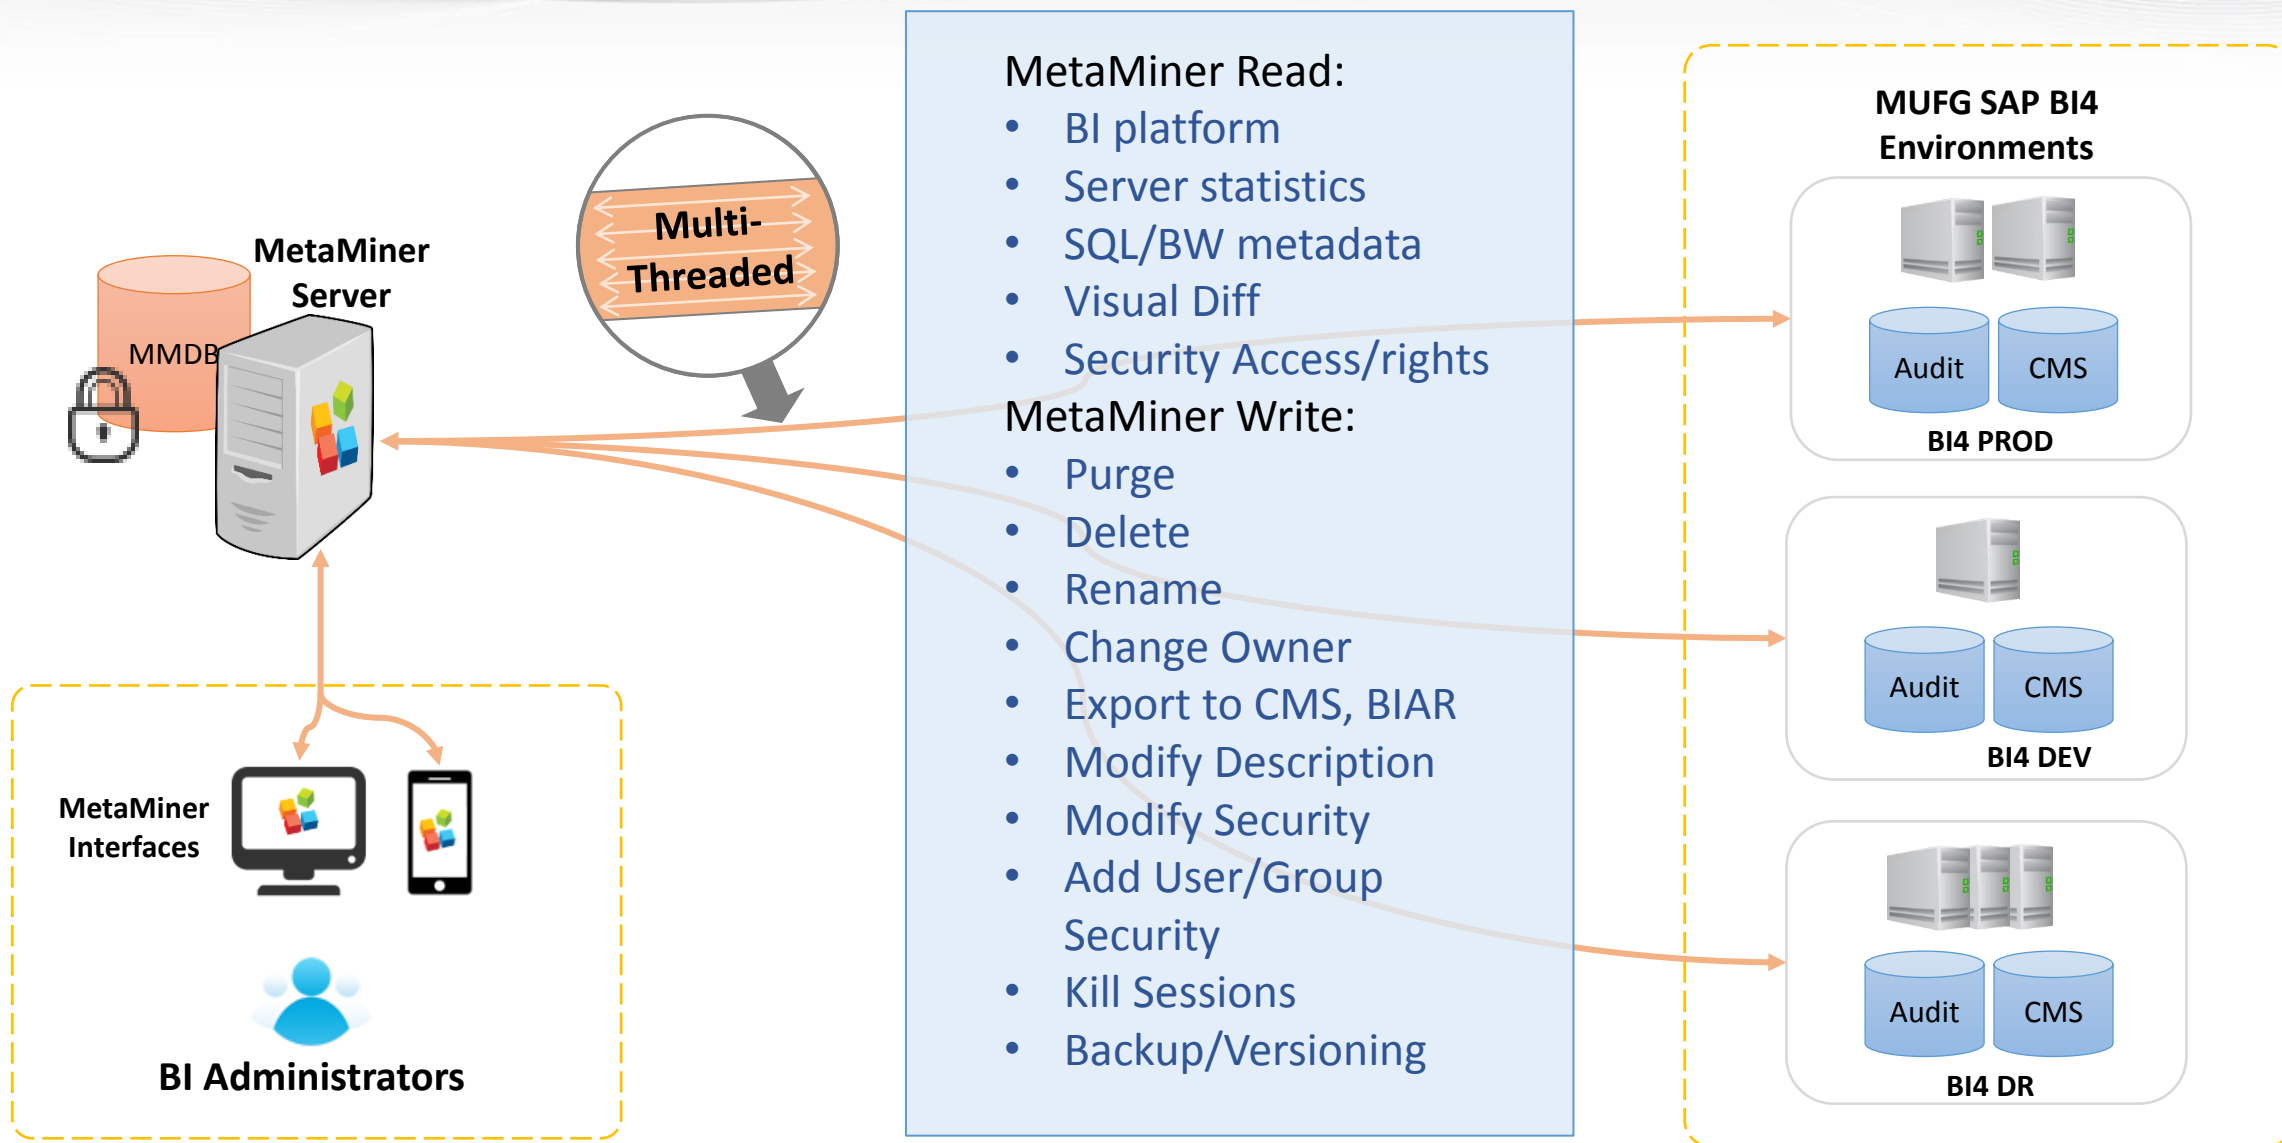 MetaMiner
Server
MMDB
Multi-
Threaded
MetaMiner
Interfaces
BI Administrators
MetaMiner Read:
• BI platform
• Server statistics
• SQL/BW metadata
• Visual Diff
• Security Access/rights
MetaMiner Write:
• Purge
• Delete
• Rename
• Change Owner
• Export to CMS, BIAR
• Modify Description
• Modify Security
• Add User/Group
Security
• Kill Sessions
• Backup/Versioning
MUFG SAP BI4
Environments
Audit
CMS
BI4 PROD
Audit
CMS
BI4 DEV
Audit
CMS
BI4 DR